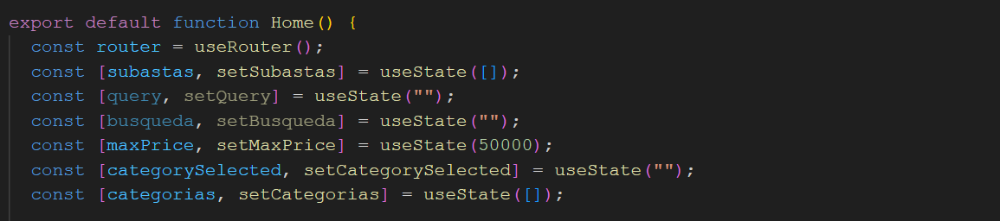 export default function Home() {
const router = useRouter();
const [subastas, setSubastas] = useState([]);
const [query, setQuery] = useState("");
const [busqueda, setBusqueda] = useState("");
const [maxPrice, setMaxPrice] = useState(50000);
const [categorySelected, setCategorySelected] = useState("");
const [categorias, setCategorias] = useState([]);